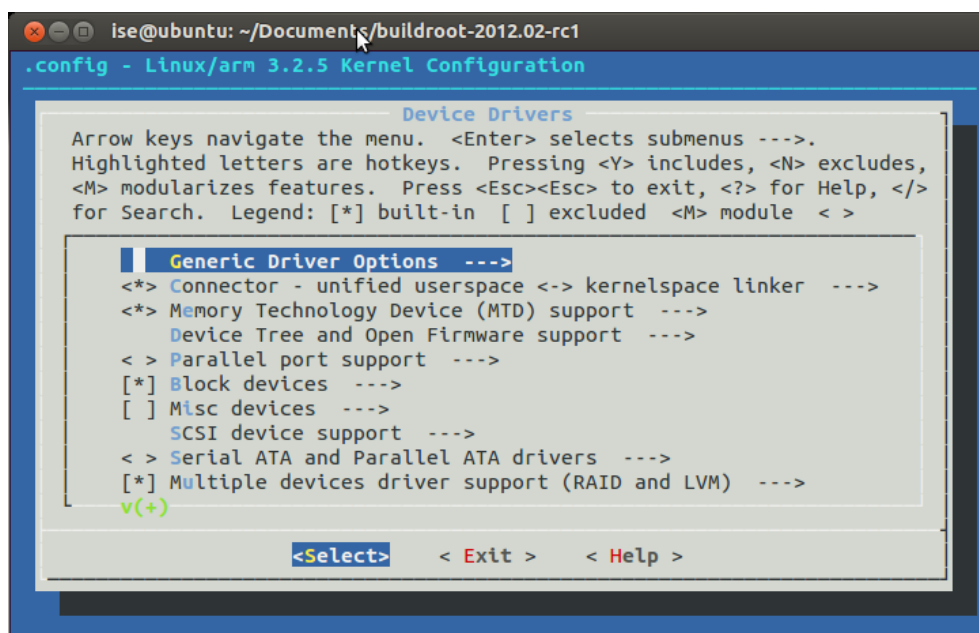 ise@ubuntu: ~/Documents/buildroot-2012.02-rc1
.config - Linux/arm 3.2.5 Kernel Configuration
Device Drivers
Arrow keys navigate the menu.  <Enter> selects submenus --->.
Highlighted letters are hotkeys.  Pressing <Y> includes, <N> excludes,
<M> modularizes features.  Press <Esc><Esc> to exit, <?> for Help, </>
for Search.  Legend: [*] built-in  [ ] excluded  <M> module  < >
Generic Driver Options  --->
<*> Connector - unified userspace <-> kernelspace linker  --->
<*> Memory Technology Device (MTD) support  --->
Device Tree and Open Firmware support  --->
< > Parallel port support  --->
[*] Block devices  --->
[ ] Misc devices  --->
SCSI device support  --->
< > Serial ATA and Parallel ATA drivers  --->
[*] Multiple devices driver support (RAID and LVM)  --->
v(+)
<Select>    < Exit >    < Help >